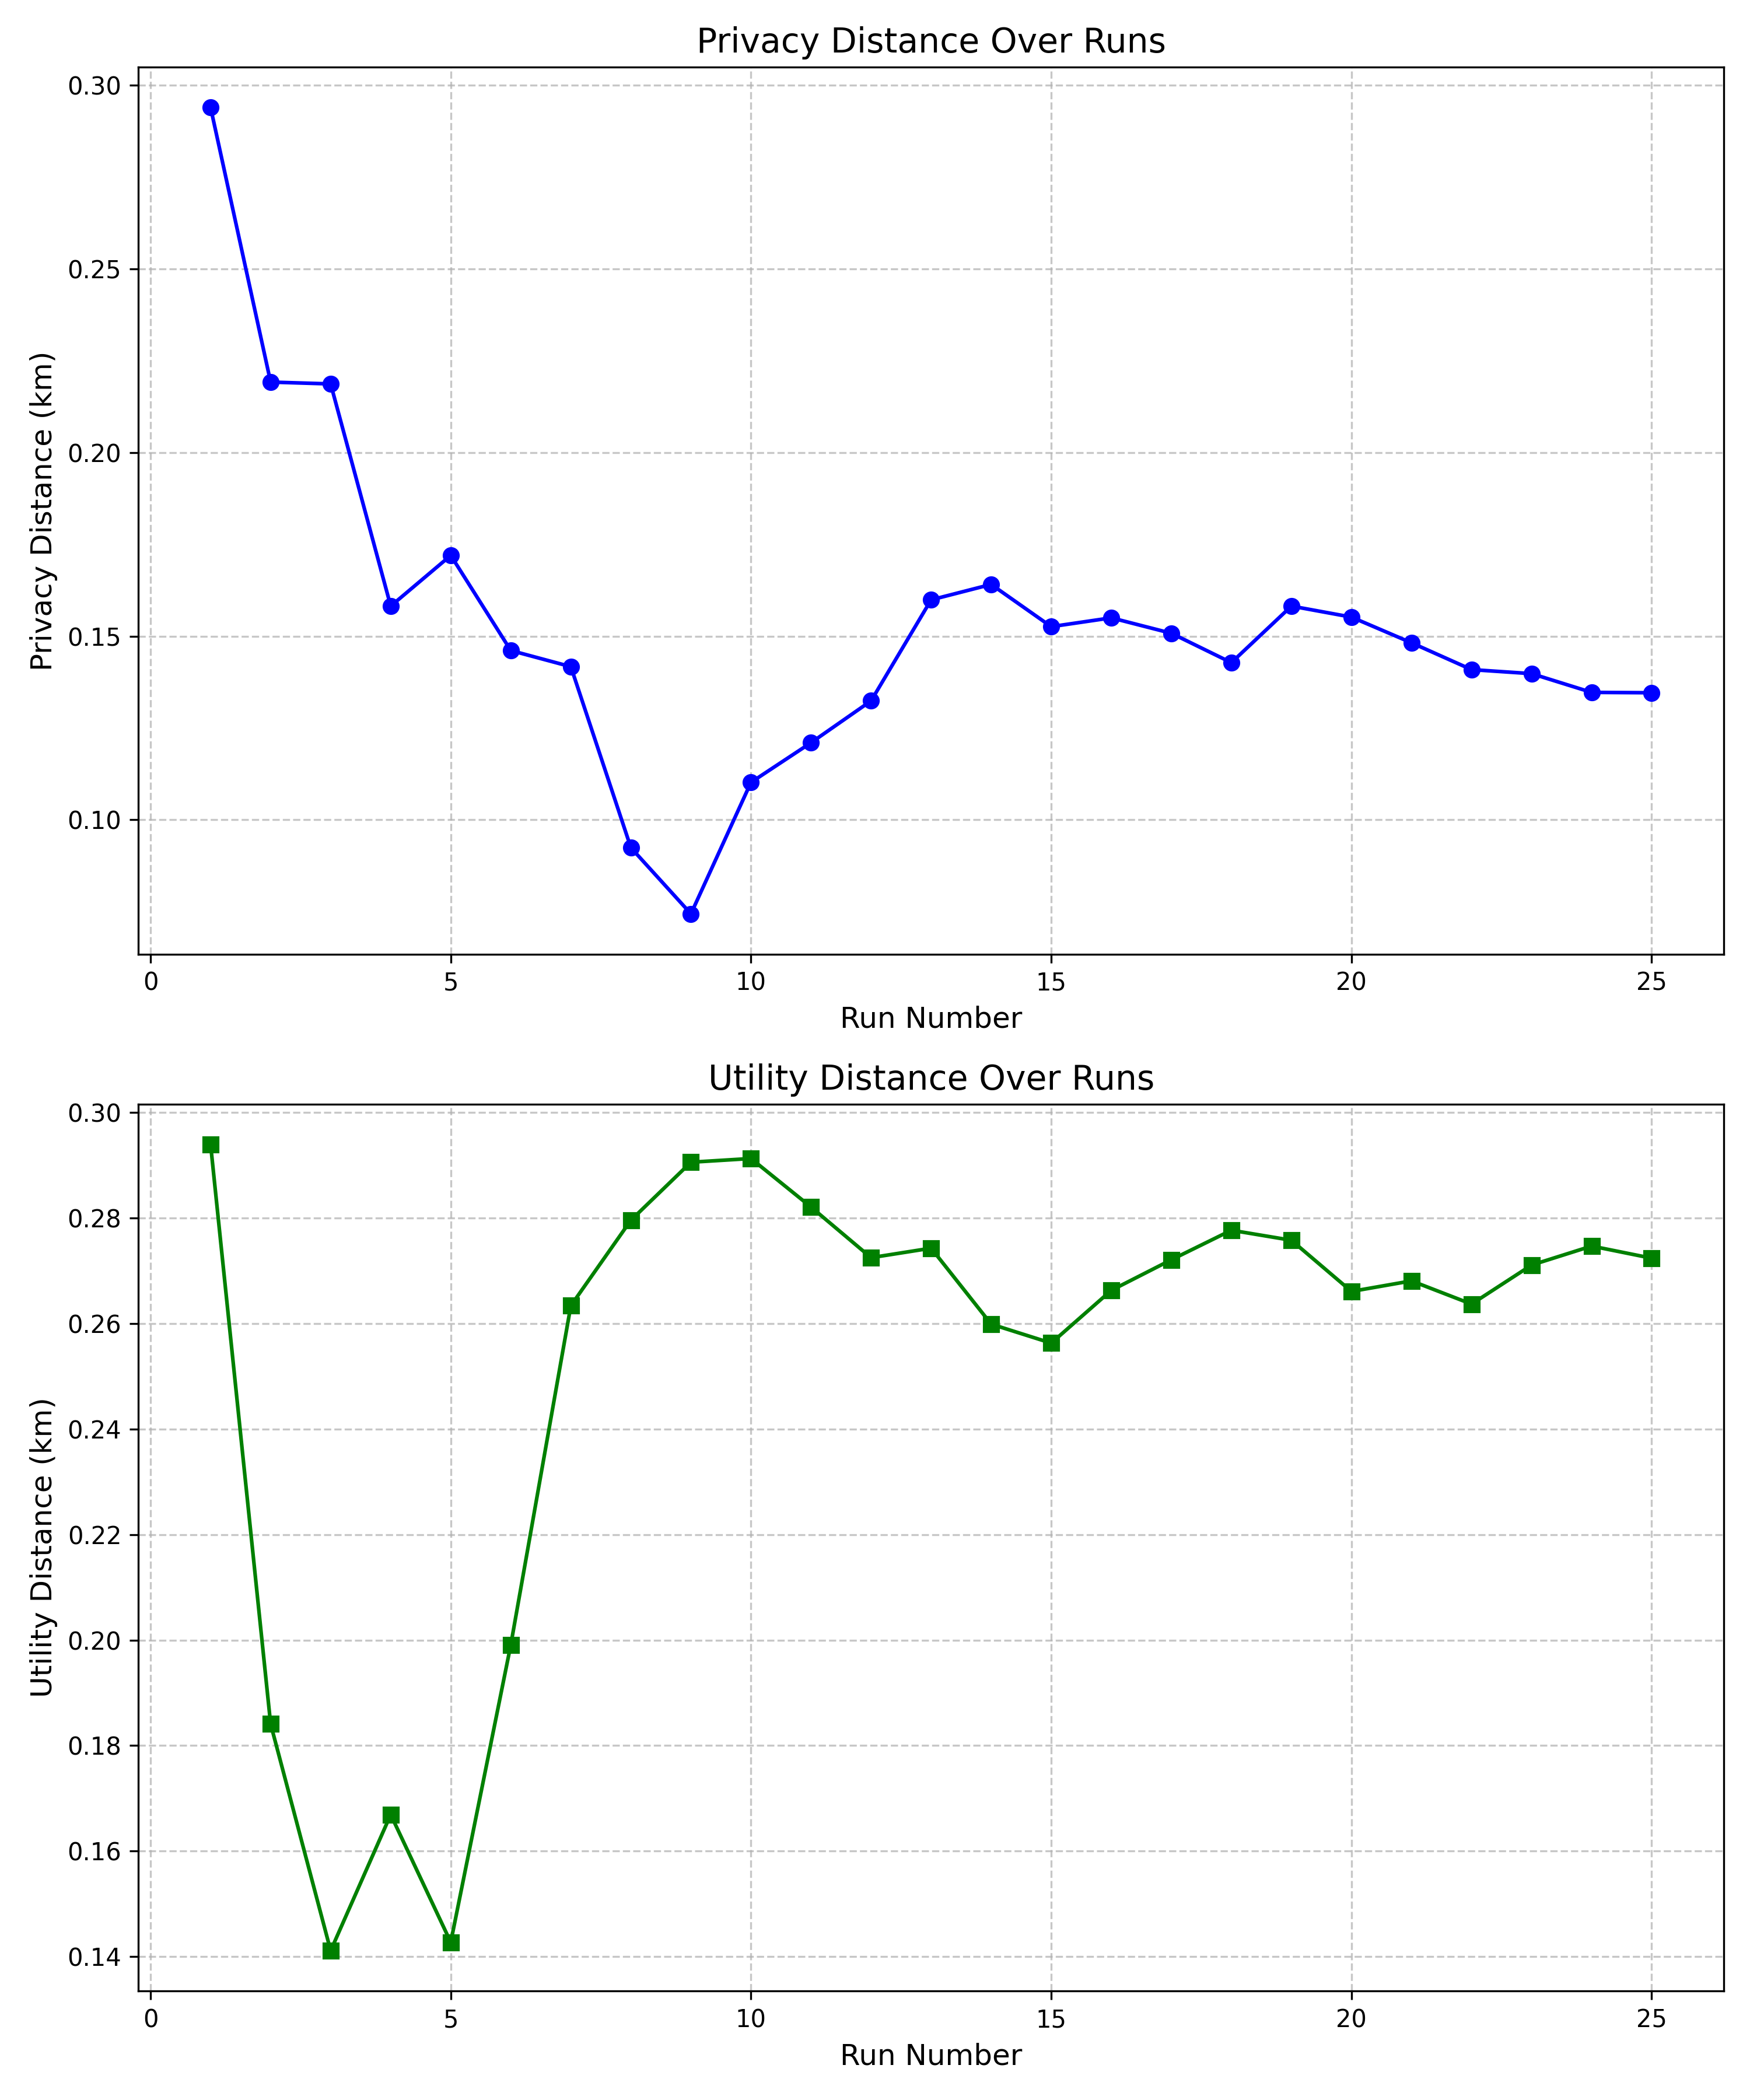 Privacy Distance Over Runs
Privacy Distance (km)
0.30
0.25
0.20
0.15
0.10
0 5 10 15 20 25
Run Number
Utility Distance Over Runs
Utility Distance (km)
0.30
0.28
0.26
0.24
0.22
0.20
0.18
0.16
0.14
0 5 10 15 20 25
Run Number